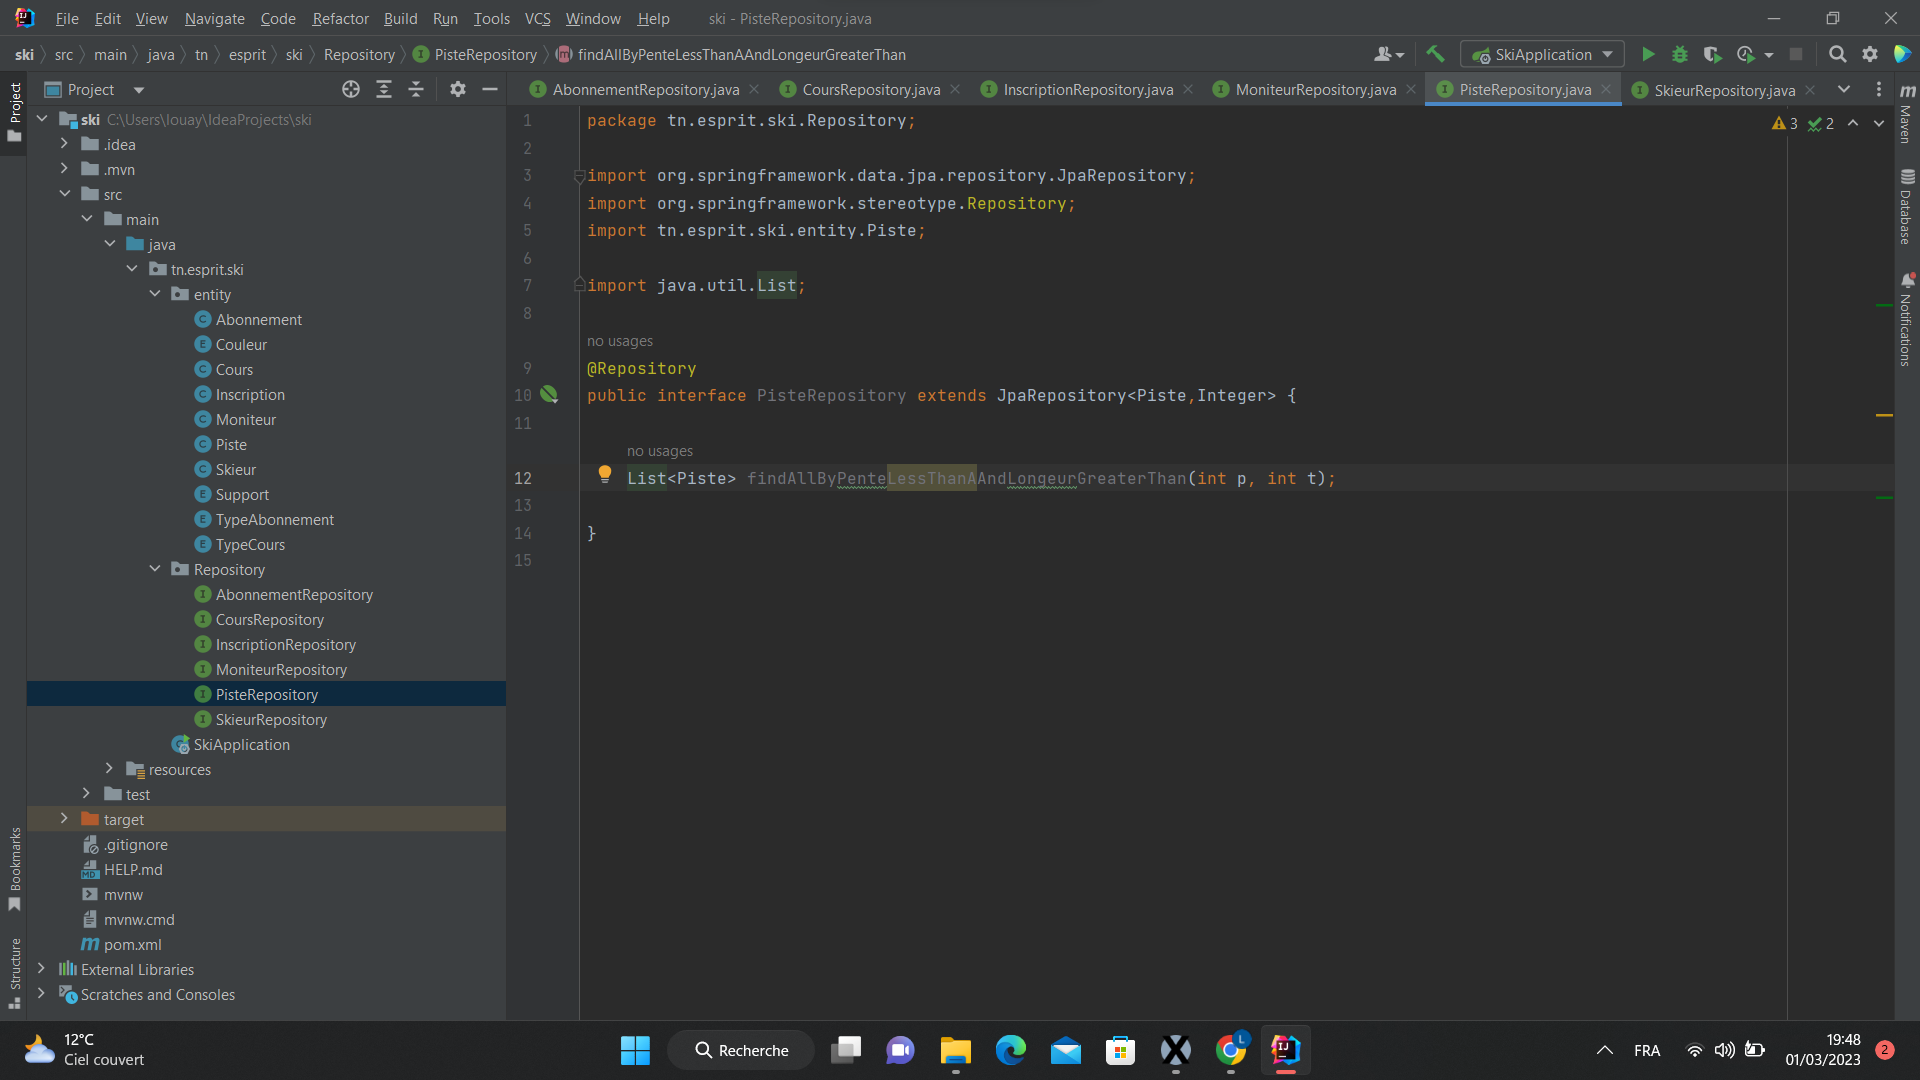 File Edit View Navigate Code Refactor Build Run Tools VCS Window Help ski - PisteRepository.java
ski src main java tn esprit ski Repository PisteRepository findAllByPenteLessThanAAndLongeurGreaterThan SkiApplication
Project
AbonnementRepository.java CoursRepository.java InscriptionRepository.java MoniteurRepository.java PisteRepository.java SkieurRepository.java
Project
ski C:\Users\louay\IdeaProjects\ski
.idea
.mvn
src
main
java
tn.esprit.ski
entity
Abonnement
Couleur
Cours
Inscription
Moniteur
Piste
Skieur
Support
TypeAbonnement
TypeCours
Repository
AbonnementRepository
CoursRepository
InscriptionRepository
MoniteurRepository
PisteRepository
SkieurRepository
SkiApplication
resources
test
target
.gitignore
HELP.md
mvnw
mvnw.cmd
pom.xml
External Libraries
Scratches and Consoles
Bookmarks
Structure
1 package tn.esprit.ski.Repository;
2
3 import org.springframework.data.jpa.repository.JpaRepository;
4 import org.springframework.stereotype.Repository;
5 import tn.esprit.ski.entity.Piste;
6
7 import java.util.List;
8
no usages
9 @Repository
10 public interface PisteRepository extends JpaRepository<Piste,Integer> {
11
no usages
12 List<Piste> findAllByPenteLessThanAAndLongeurGreaterThan(int p, int t);
13
14 }
15
3 2
Maven
Database
Notifications
12°C
Ciel couvert
Recherche
L
FRA
19:48
01/03/2023
2